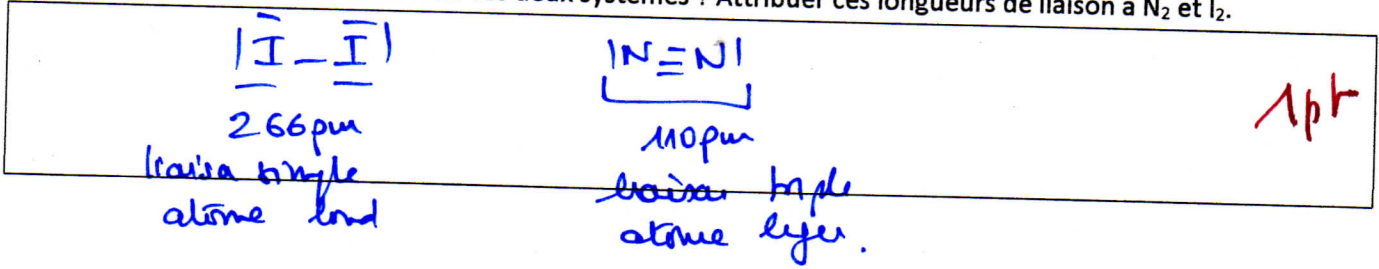 deux systèmes ? Attribuer ces longueurs de liaison à N₂ et I₂.
|I̅ – I̅| |N≡N| 1pt
266pm 110pm
liaison simple liaison triple
atome lourd atome léger.